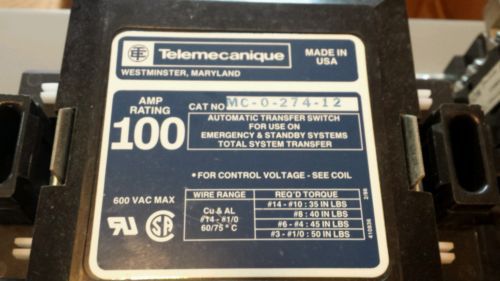 TE Telemecanique
WESTMINSTER, MARYLAND
MADE IN
USA
AMP
RATING
100
CAT NO MC-0-274-12
AUTOMATIC TRANSFER SWITCH
FOR USE ON
EMERGENCY & STANDBY SYSTEMS
TOTAL SYSTEM TRANSFER
• FOR CONTROL VOLTAGE - SEE COIL
600 VAC MAX
WIRE RANGE
Cu & AL
#14 - #1/0
60/75 ° C
REQ'D TORQUE
#14 - #10 : 35 IN LBS
#8 : 40 IN LBS
#6 - #4 : 45 IN LBS
#3 - #1/0 : 50 IN LBS